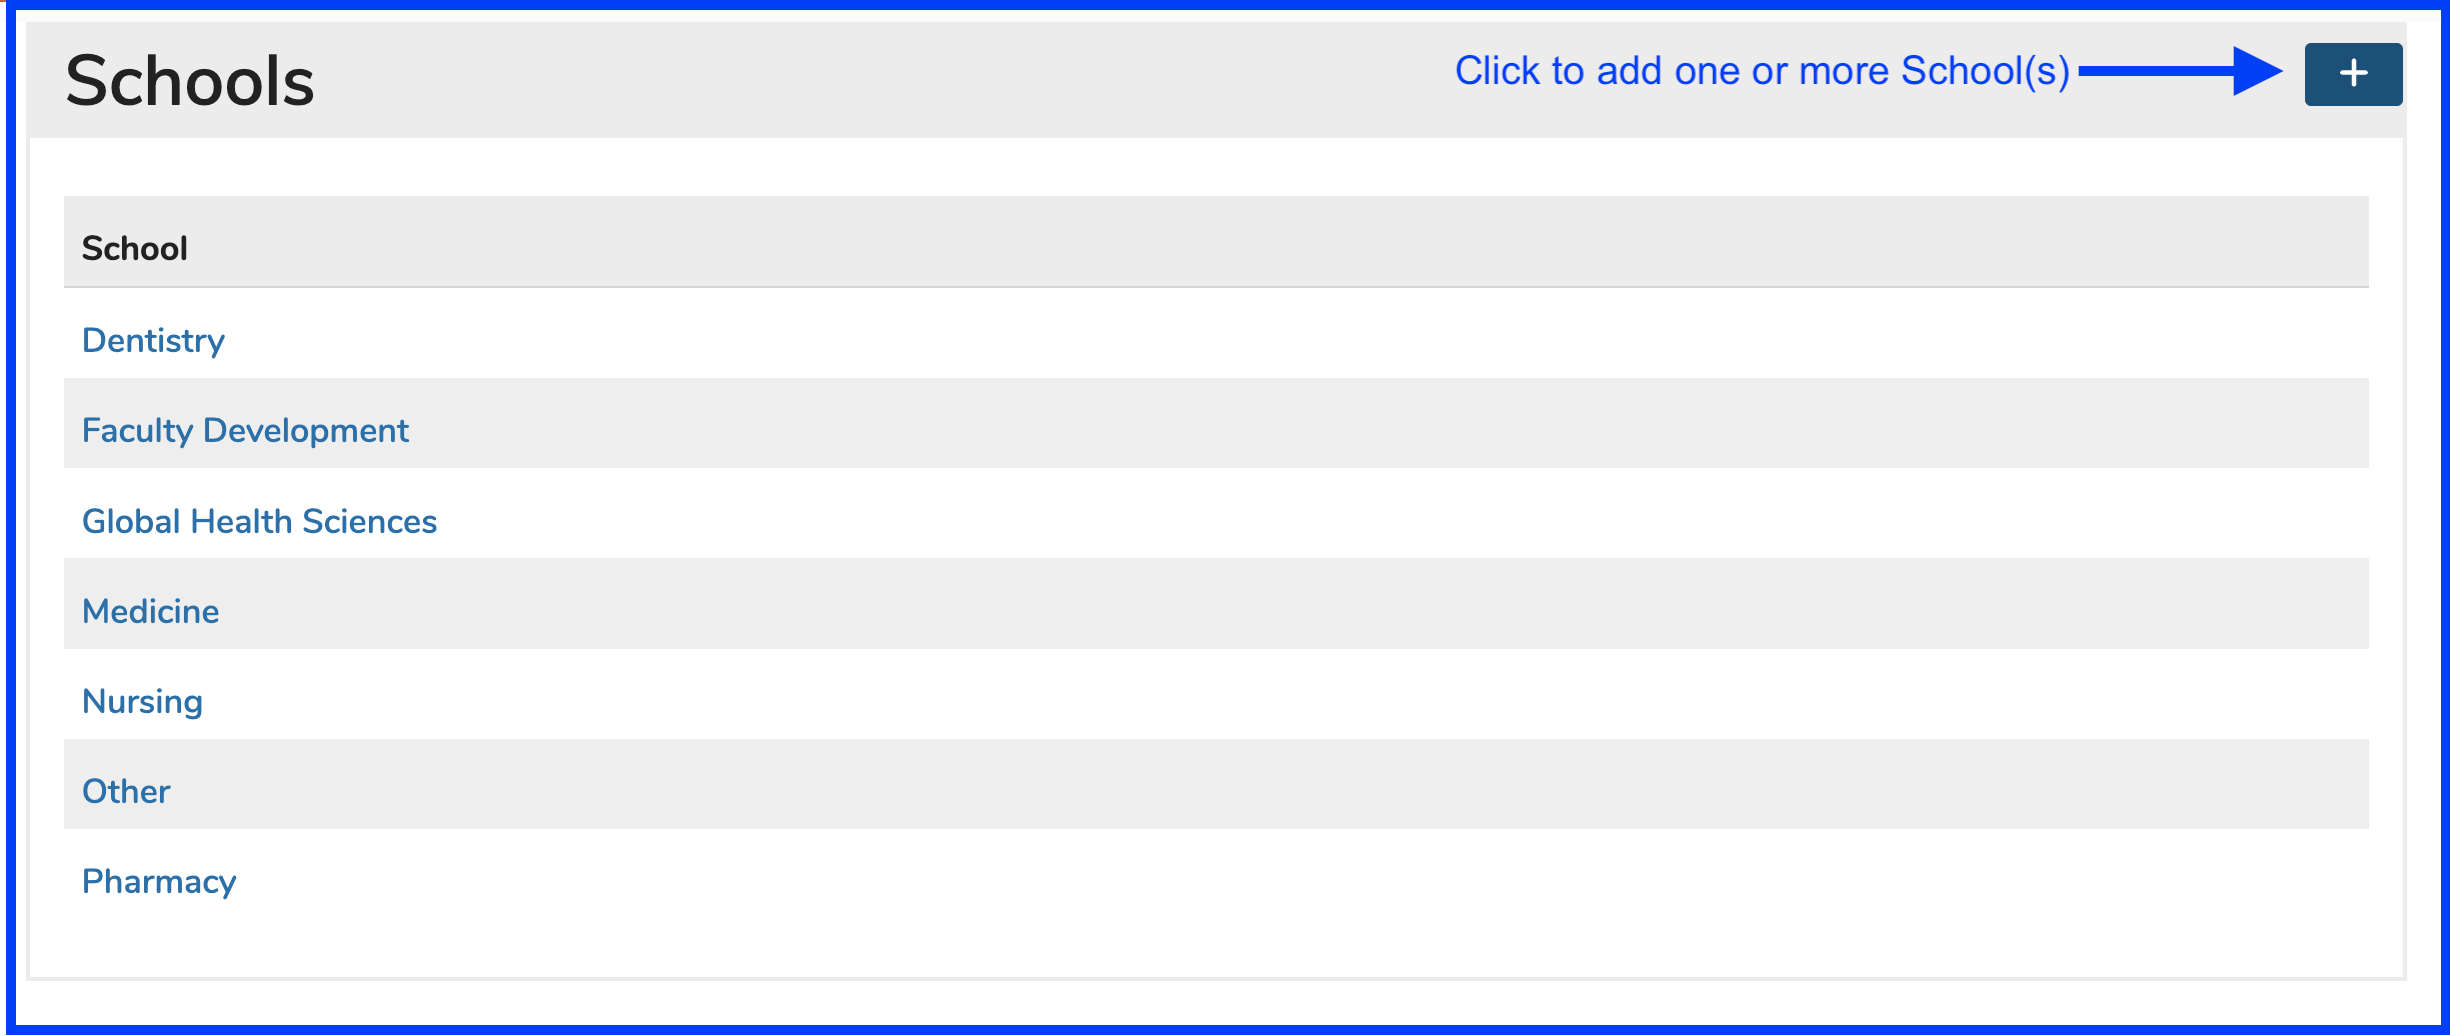 Schools
Click to add one or more School(s)
+
School
Dentistry
Faculty Development
Global Health Sciences
Medicine
Nursing
Other
Pharmacy